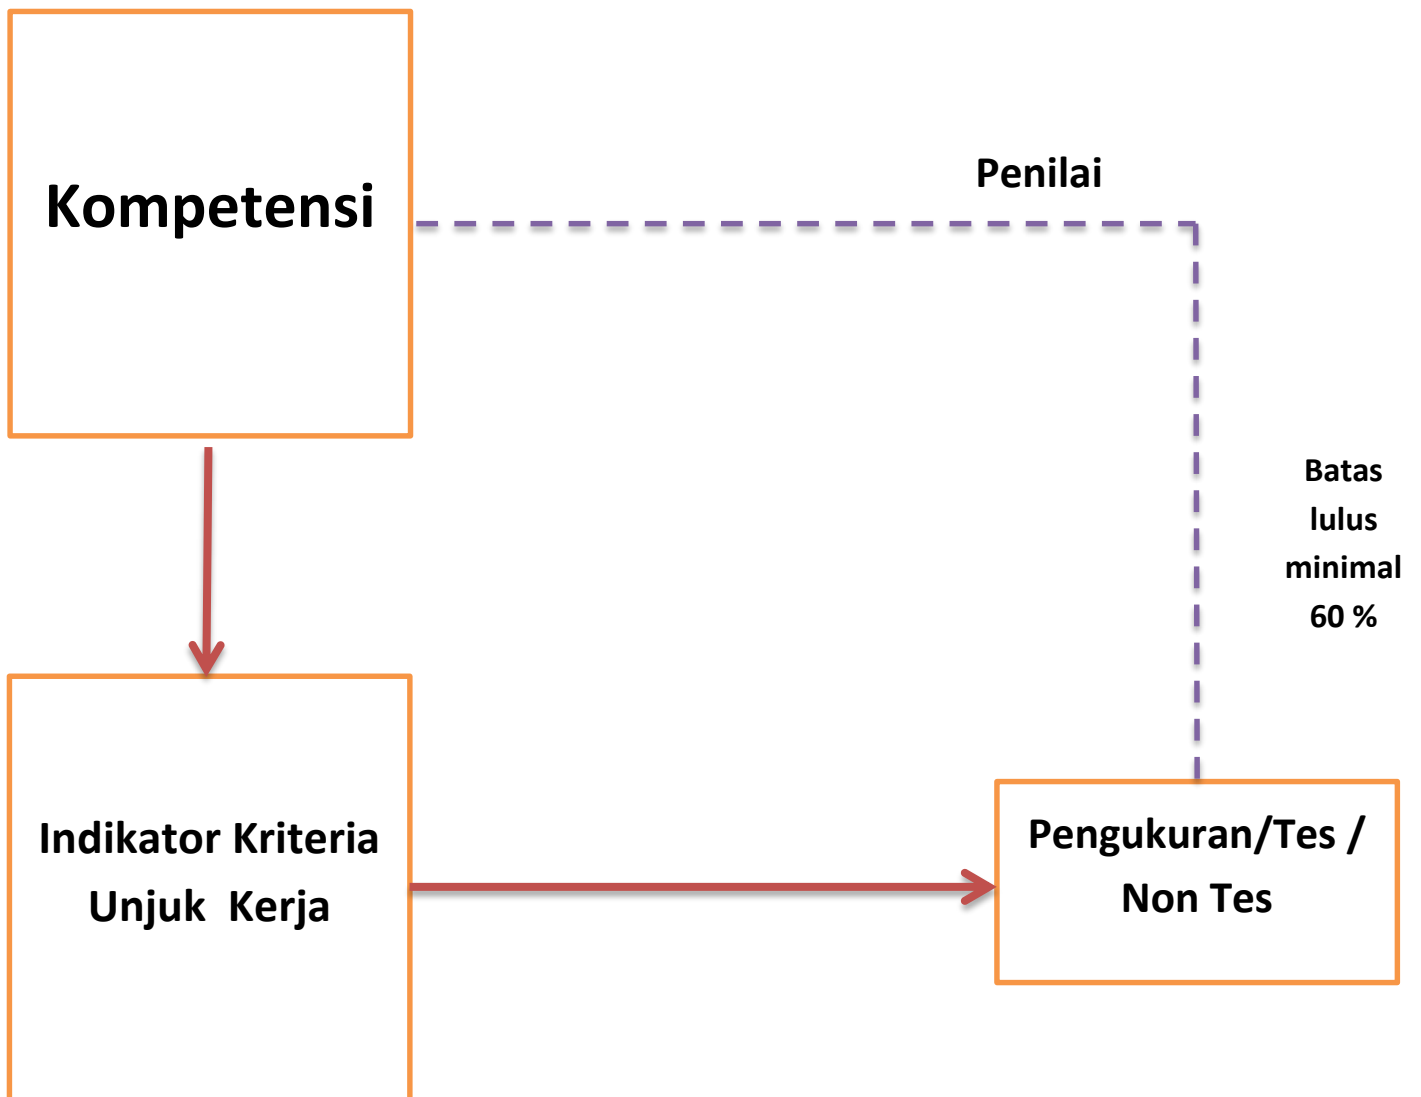 Kompetensi
Penilai
Batas
lulus
minimal
60 %
Indikator Kriteria
Unjuk  Kerja
Pengukuran/Tes /
Non Tes